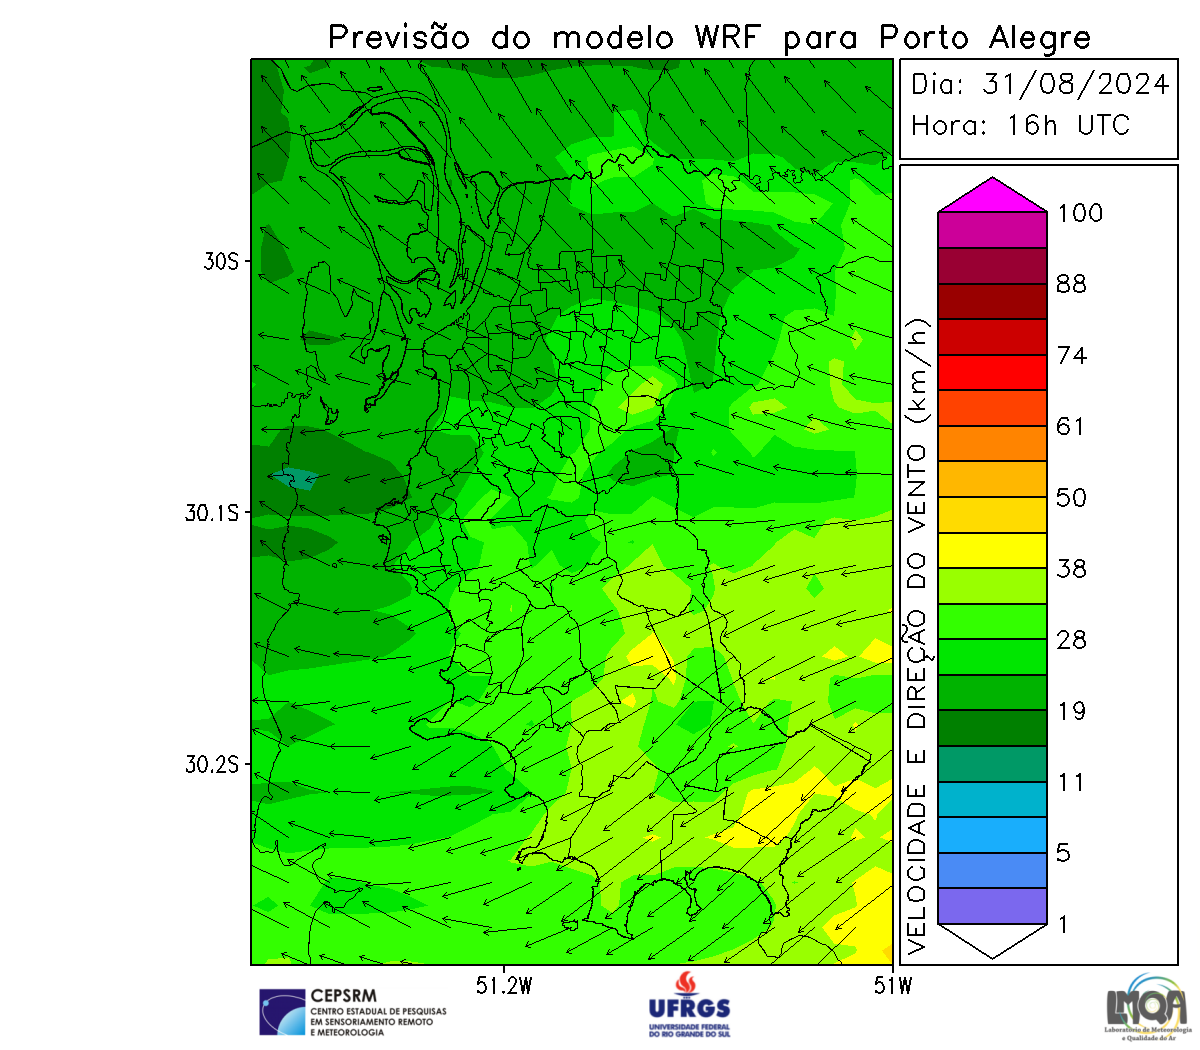 Previsão do modelo WRF para Porto Alegre
Dia: 31/08/2024
Hora: 16h UTC
30S
30.1S
30.2S
51.2W
51W
VELOCIDADE E DIREÇÃO DO VENTO (km/h)
100
88
74
61
50
38
28
19
11
5
1
CEPSRM
CENTRO ESTADUAL DE PESQUISAS
EM SENSORIAMENTO REMOTO
E METEOROLOGIA
UFRGS
UNIVERSIDADE FEDERAL
DO RIO GRANDE DO SUL
LMQA
Laboratório de Meteorologia
e Qualidade do Ar